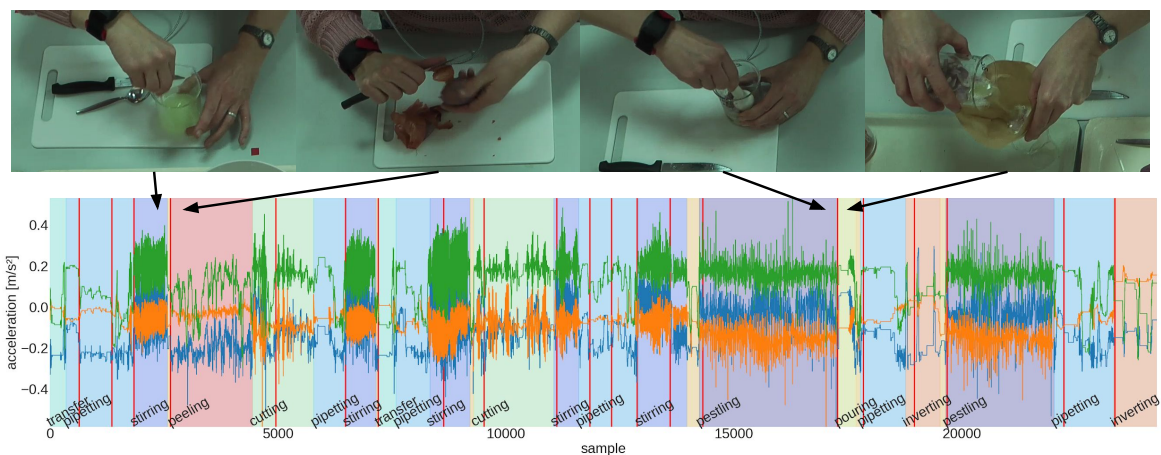 acceleration [m/s²]
0.4
0.2
0.0
−0.2
−0.4
transfer
pipetting
stirring
peeling
cutting
pipetting
stirring
transfer
pipetting
stirring
cutting
stirring
pipetting
stirring
pestling
pouring
pipetting
inverting
pestling
pipetting
inverting
0 5000 10000 15000 20000
sample